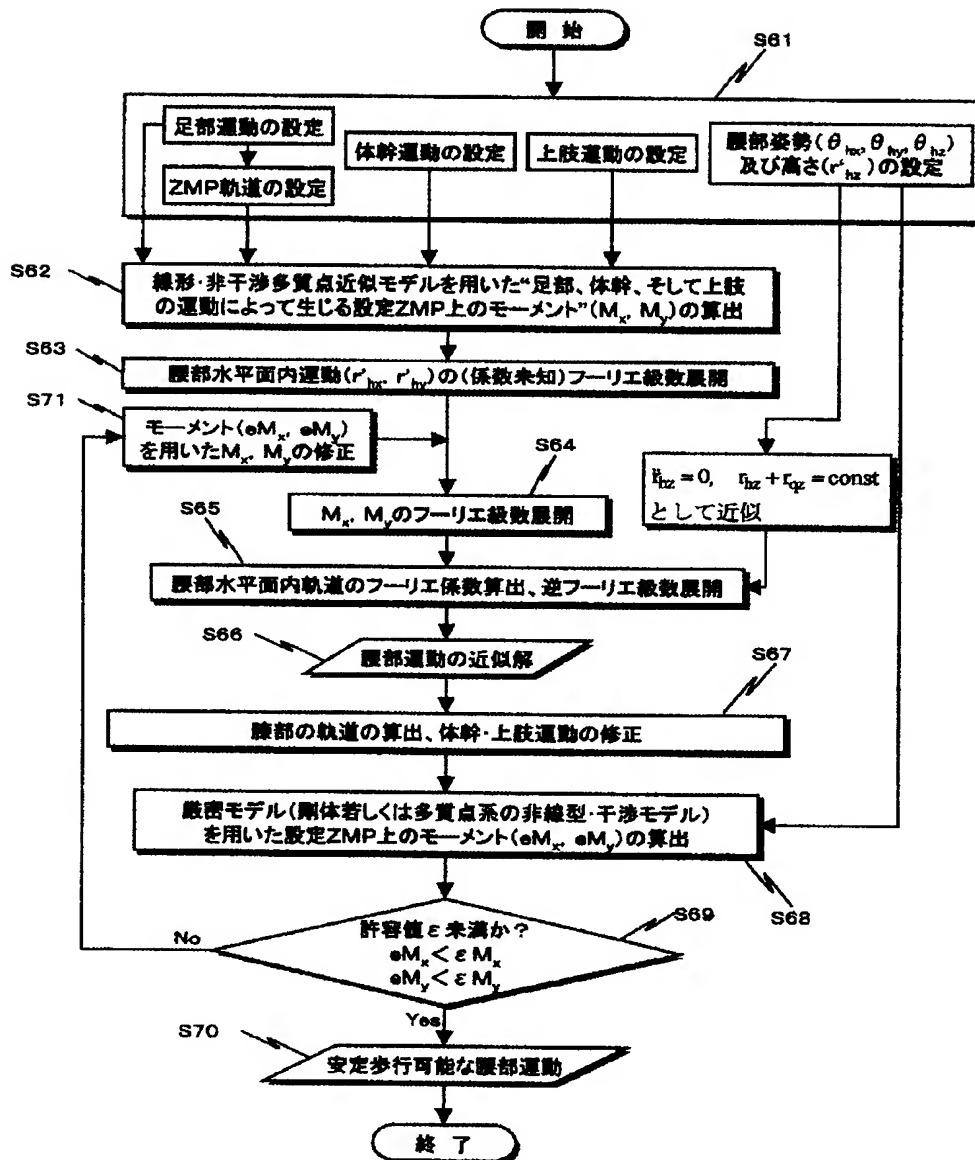 開 始
S61
足部運動の設定
ZMP軌道の設定
体幹運動の設定
上肢運動の設定
腰部姿勢(θhx, θhy, θhz)
及び高さ(r'hz)の設定
S62
線形・非干渉多質点近似モデルを用いた“足部、体幹、そして上肢
の運動によって生じる設定ZMP上のモーメント”(Mx, My)の算出
S63
腰部水平面内運動(r'hx, r'hy)の(係数未知)フーリエ級数展開
S71
モーメント(eMx, eMy)
を用いたMx, Myの修正
S64
Mx, Myのフーリエ級数展開
r̈hz = 0, rhz + rqz = const
として近似
S65
腰部水平面内軌道のフーリエ係数算出、逆フーリエ級数展開
S66
腰部運動の近似解
S67
膝部の軌道の算出、体幹・上肢運動の修正
厳密モデル(剛体若しくは多質点系の非線型・干渉モデル)
を用いた設定ZMP上のモーメント(eMx, eMy)の算出
S68
S69
許容値ε未満か?
eMx<εMx
eMy<εMy
No
Yes
S70
安定歩行可能な腰部運動
終 了